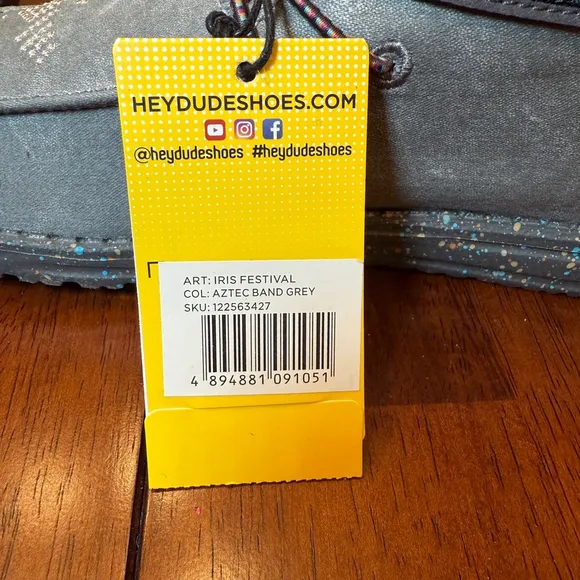 HEYDUDESHOES.COM
@heydudeshoes #heydudeshoes
ART: IRIS FESTIVAL
COL: AZTEC BAND GREY
SKU: 122563427
4 894881 091051